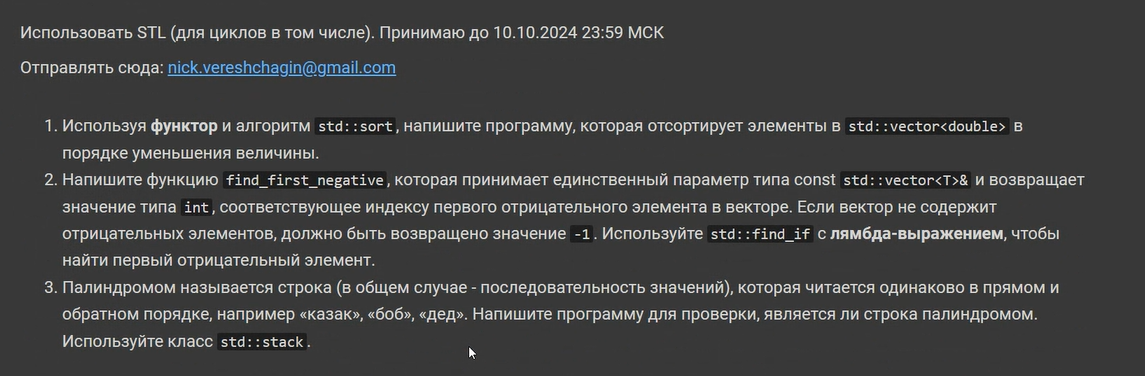 Использовать STL (для циклов в том числе). Принимаю до 10.10.2024 23:59 МСК
Отправлять сюда: nick.vereshchagin@gmail.com
1. Используя функтор и алгоритм std::sort, напишите программу, которая отсортирует элементы в std::vector<double> в
порядке уменьшения величины.
2. Напишите функцию find_first_negative, которая принимает единственный параметр типа const std::vector<T>& и возвращает
значение типа int, соответствующее индексу первого отрицательного элемента в векторе. Если вектор не содержит
отрицательных элементов, должно быть возвращено значение -1. Используйте std::find_if с лямбда-выражением, чтобы
найти первый отрицательный элемент.
3. Палиндромом называется строка (в общем случае - последовательность значений), которая читается одинаково в прямом и
обратном порядке, например «казак», «боб», «дед». Напишите программу для проверки, является ли строка палиндромом.
Используйте класс std::stack.